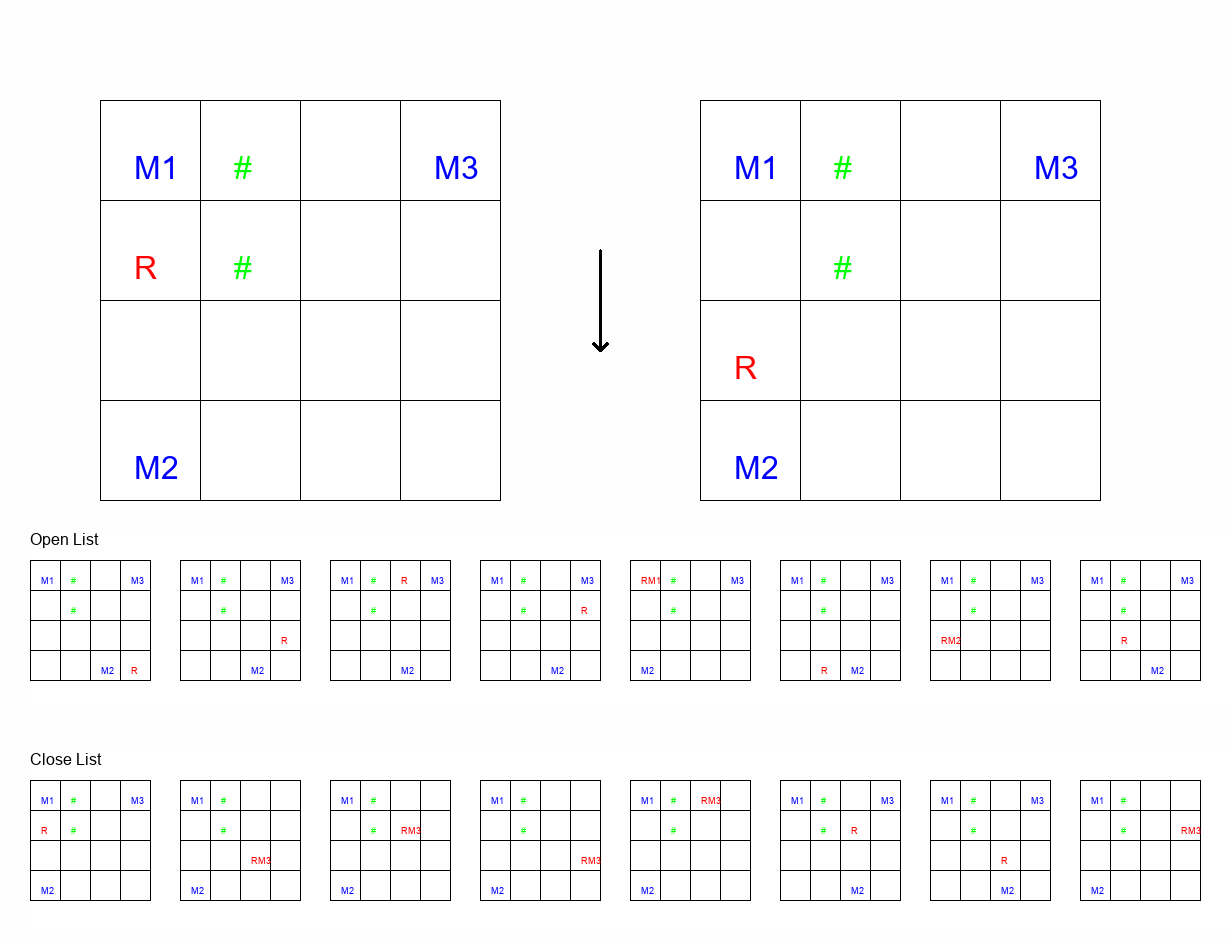 M1 # M3 M1 # M3
R # #
R
M2 M2
Open List
M1 # M3 M1 # M3 M1 # R M3 M1 # M3 RM1 # M3 M1 # M3 M1 # M3 M1 # M3
# # # # R # # # #
R RM2 R
M2 R M2 M2 M2 M2 R M2 M2
Close List
M1 # M3 M1 # M1 # M1 # M1 # RM3 M1 # M3 M1 # M3 M1 #
R # # # RM3 # # # R # # RM3
RM3 RM3 R
M2 M2 M2 M2 M2 M2 M2 M2